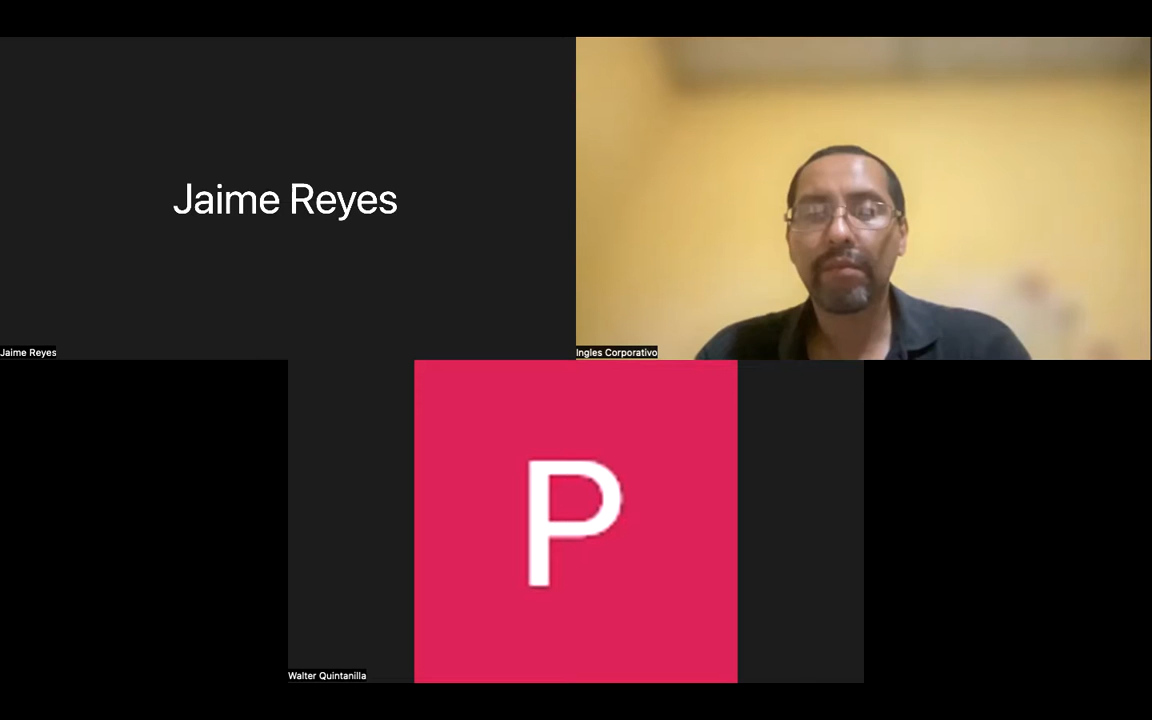 Jaime Reyes
Jaime Reyes
Ingles Corporativo
P
Walter Quintanilla